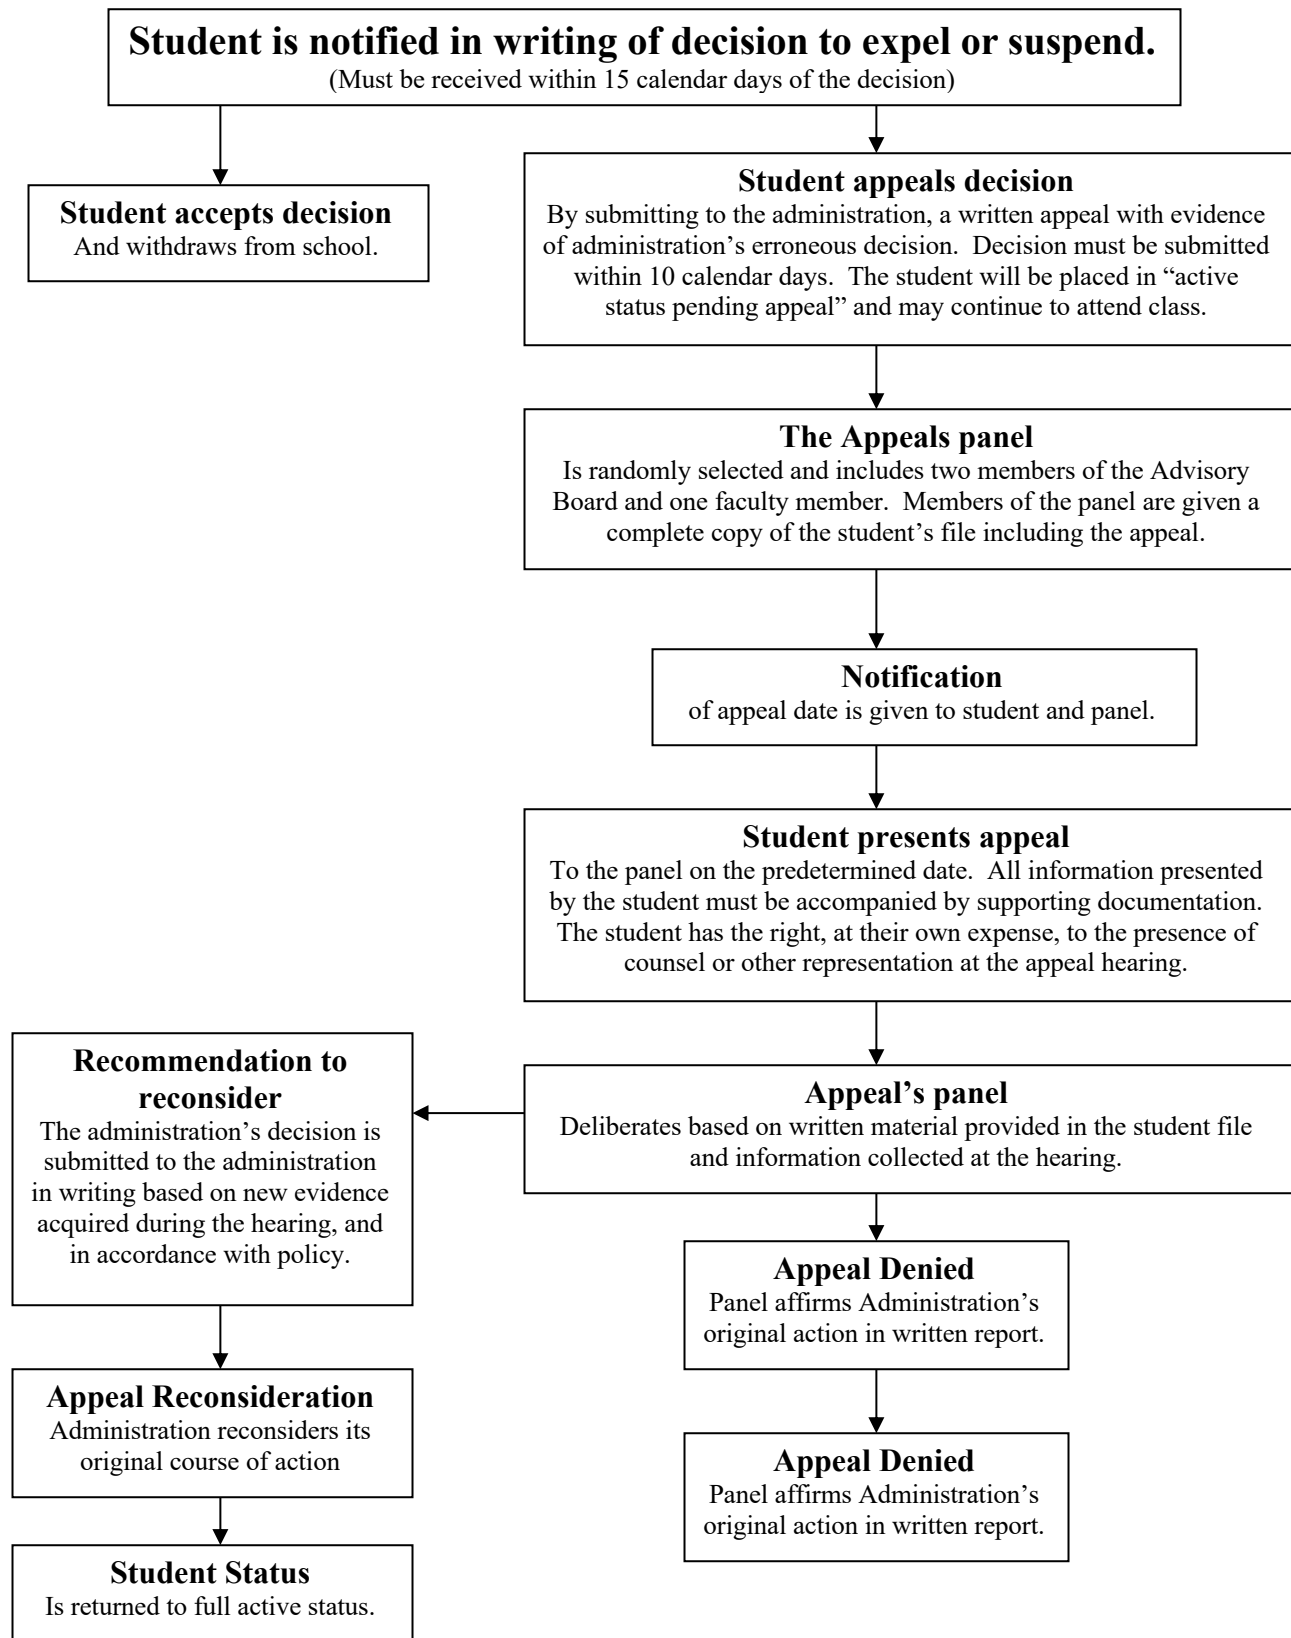 Student is notified in writing of decision to expel or suspend.
(Must be received within 15 calendar days of the decision)
Student accepts decision
And withdraws from school.
Student appeals decision
By submitting to the administration, a written appeal with evidence
of administration’s erroneous decision.  Decision must be submitted
within 10 calendar days.  The student will be placed in “active
status pending appeal” and may continue to attend class.
The Appeals panel
Is randomly selected and includes two members of the Advisory
Board and one faculty member.  Members of the panel are given a
complete copy of the student’s file including the appeal.
Notification
of appeal date is given to student and panel.
Student presents appeal
To the panel on the predetermined date.  All information presented
by the student must be accompanied by supporting documentation.
The student has the right, at their own expense, to the presence of
counsel or other representation at the appeal hearing.
Appeal’s panel
Deliberates based on written material provided in the student file
and information collected at the hearing.
Recommendation to
reconsider
The administration’s decision is
submitted to the administration
in writing based on new evidence
acquired during the hearing, and
in accordance with policy.
Appeal Reconsideration
Administration reconsiders its
original course of action
Student Status
Is returned to full active status.
Appeal Denied
Panel affirms Administration’s
original action in written report.
Appeal Denied
Panel affirms Administration’s
original action in written report.